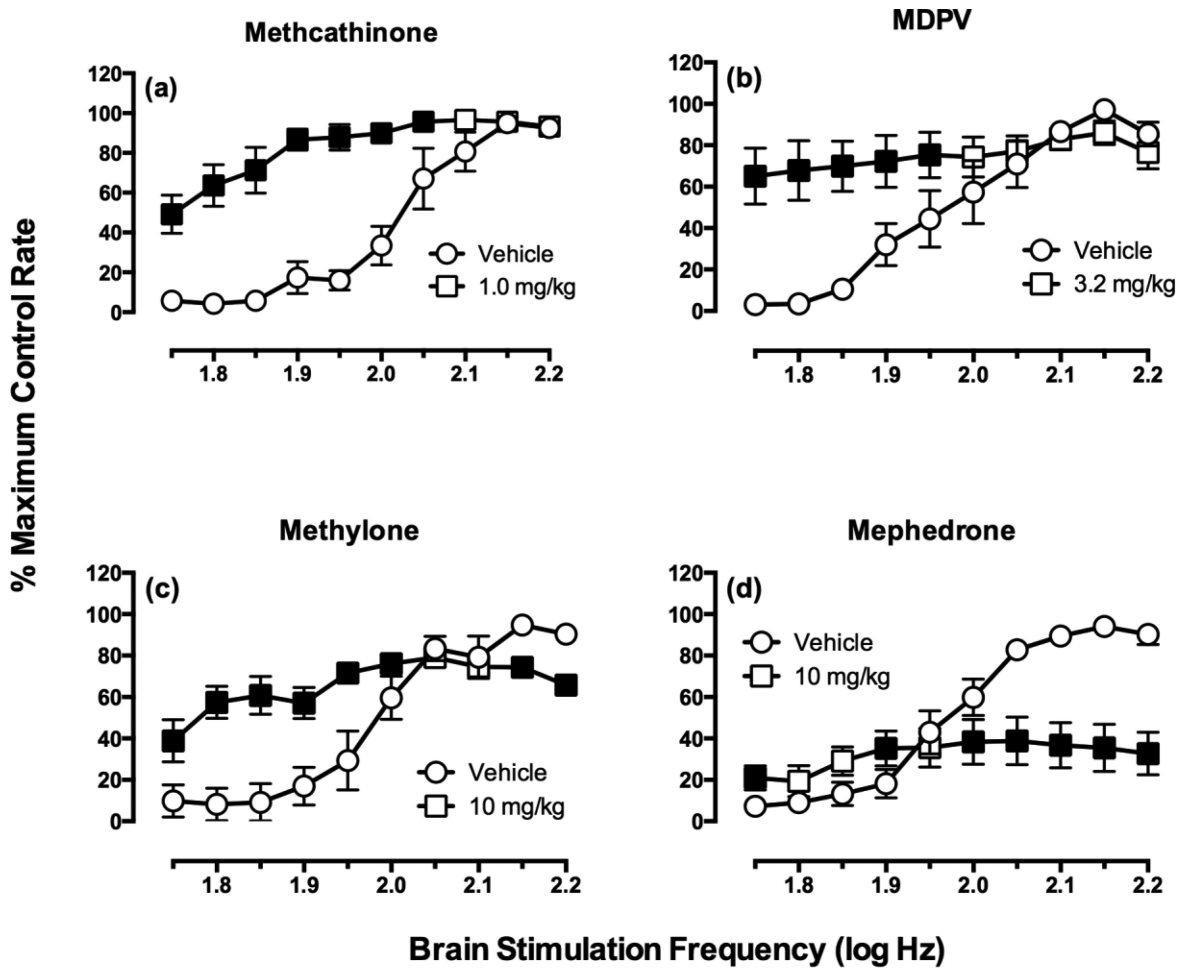 Methcathinone
MDPV
% Maximum Control Rate
120
100
80
60
40
20
0
(a)
Vehicle
1.0 mg/kg
1.8
1.9
2.0
2.1
2.2
120
100
80
60
40
20
0
(b)
Vehicle
3.2 mg/kg
1.8
1.9
2.0
2.1
2.2
Methylone
Mephedrone
120
100
80
60
40
20
0
(c)
Vehicle
10 mg/kg
1.8
1.9
2.0
2.1
2.2
120
100
80
60
40
20
0
(d)
Vehicle
10 mg/kg
1.8
1.9
2.0
2.1
2.2
Brain Stimulation Frequency (log Hz)